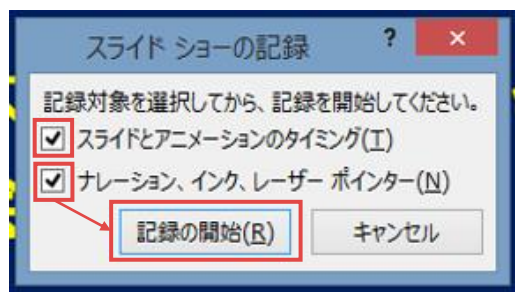 スライド ショーの記録 ? ×
記録対象を選択してから、記録を開始してください。
スライドとアニメーションのタイミング(T)
ナレーション、インク、レーザー ポインター(N)
記録の開始(R) キャンセル